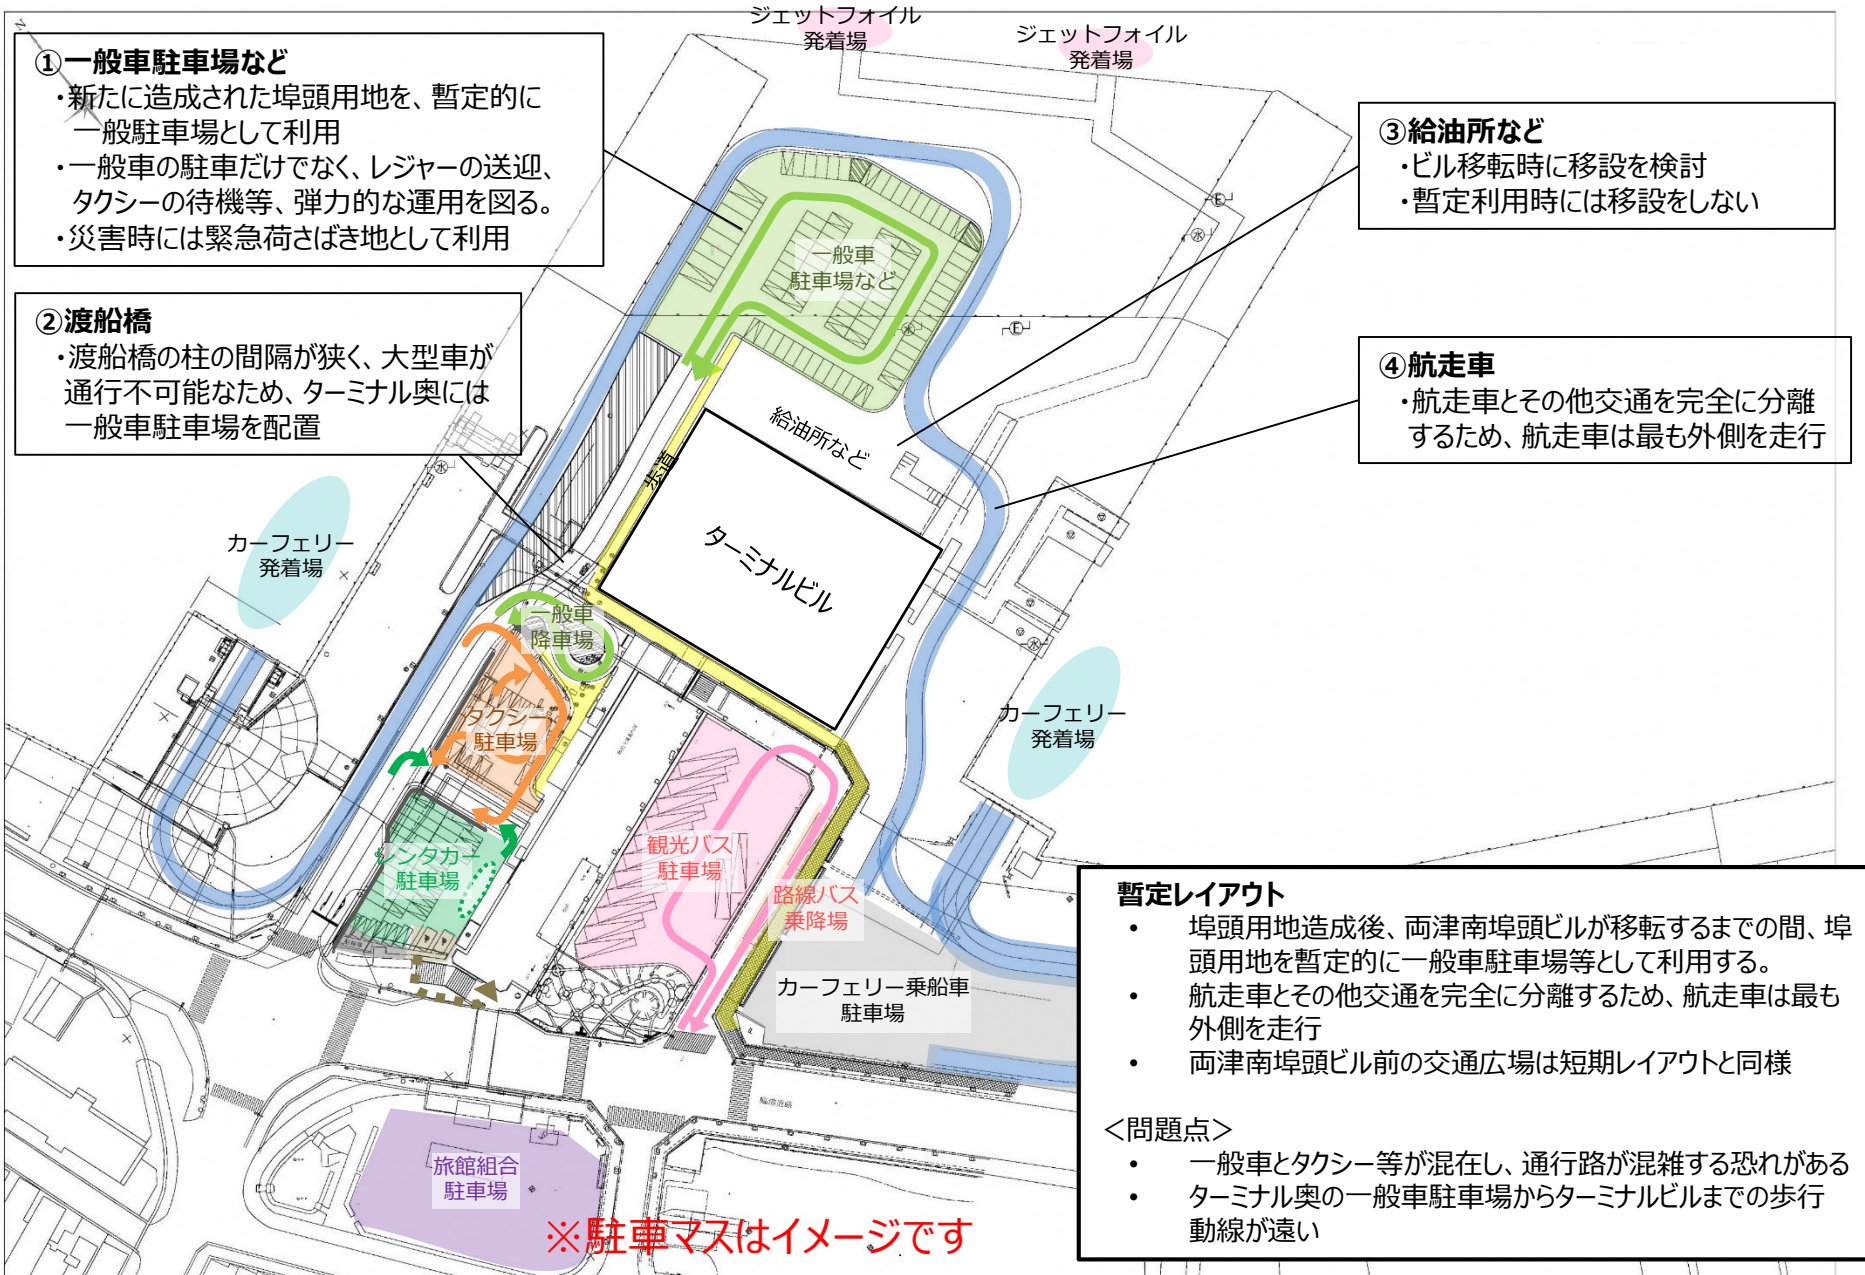 ジェットフォイル
発着場
ジェットフォイル
発着場
①一般車駐車場など
・新たに造成された埠頭用地を、暫定的に
一般駐車場として利用
・一般車の駐車だけでなく、レジャーの送迎、
タクシーの待機等、弾力的な運用を図る。
・災害時には緊急荷さばき地として利用
②渡船橋
・渡船橋の柱の間隔が狭く、大型車が
通行不可能なため、ターミナル奥には
一般車駐車場を配置
③給油所など
・ビル移転時に移設を検討
・暫定利用時には移設をしない
④航走車
・航走車とその他交通を完全に分離
するため、航走車は最も外側を走行
一般車
駐車場など
給油所など
歩道
ターミナルビル
カーフェリー
発着場
一般車
降車場
タクシー
駐車場
レンタカー
駐車場
観光バス
駐車場
路線バス
乗降場
カーフェリー
発着場
カーフェリー乗船車
駐車場
臨港道路
旅館組合
駐車場
※駐車マスはイメージです
暫定レイアウト
• 埠頭用地造成後、両津南埠頭ビルが移転するまでの間、埠
頭用地を暫定的に一般車駐車場等として利用する。
• 航走車とその他交通を完全に分離するため、航走車は最も
外側を走行
• 両津南埠頭ビル前の交通広場は短期レイアウトと同様
＜問題点＞
• 一般車とタクシー等が混在し、通行路が混雑する恐れがある
• ターミナル奥の一般車駐車場からターミナルビルまでの歩行
動線が遠い